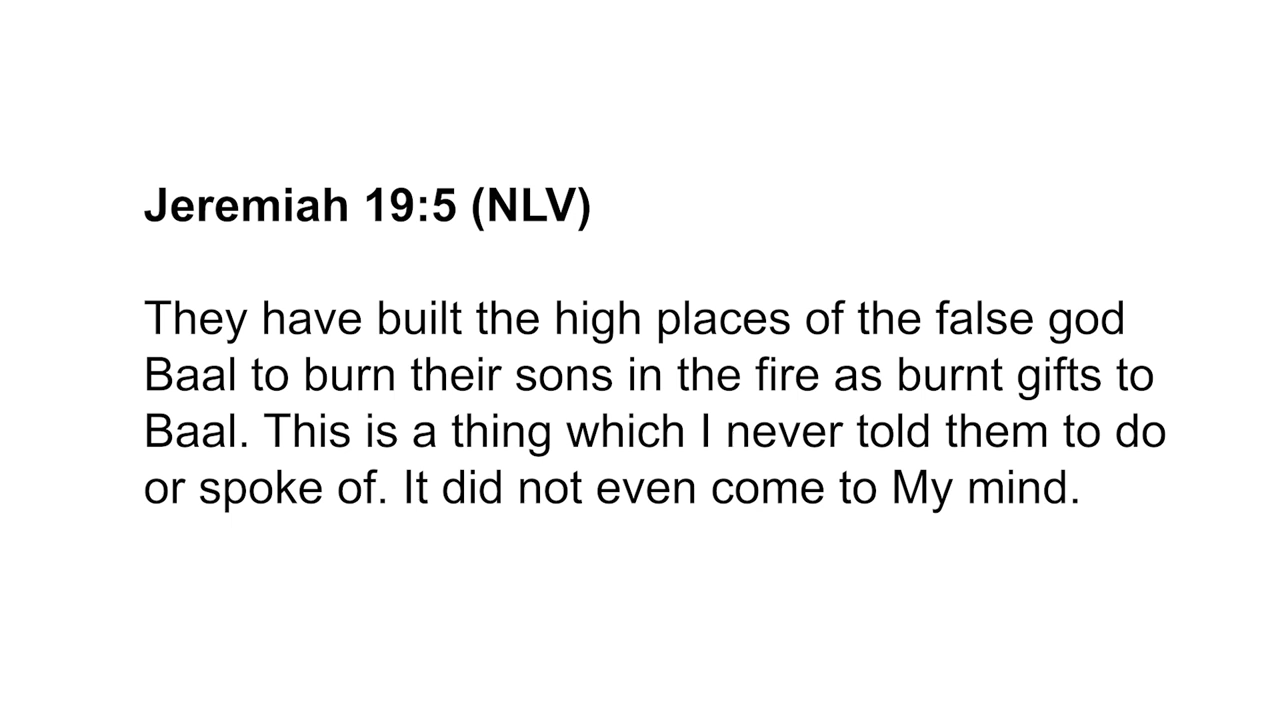 Jeremiah 19:5 (NLV)
They have built the high places of the false god
Baal to burn their sons in the fire as burnt gifts to
Baal. This is a thing which I never told them to do
or spoke of. It did not even come to My mind.